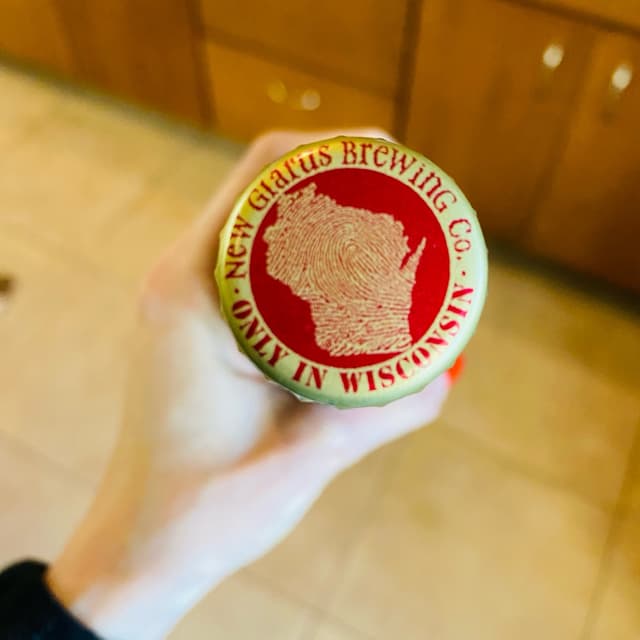 New Glarus Brewing Co.
· ONLY IN WISCONSIN ·